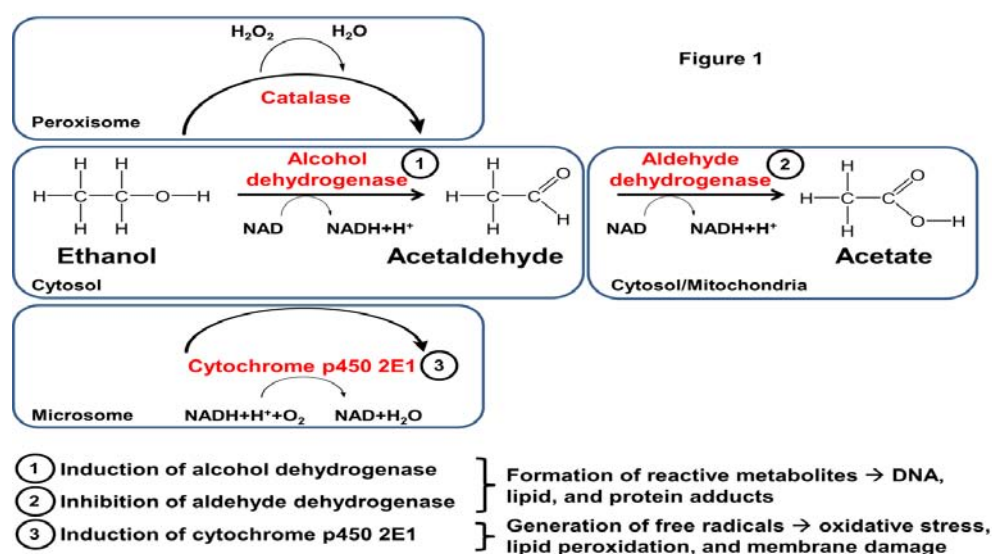 H₂O₂ H₂O
Figure 1
Catalase
Peroxisome
H H
H C C O H
H H
Ethanol
Alcohol
dehydrogenase
1
NAD NADH+H⁺
H O
H C C
H H
Acetaldehyde
Cytosol
Aldehyde
dehydrogenase
2
NAD NADH+H⁺
H O
H C C
H O H
Acetate
Cytosol/Mitochondria
Cytochrome p450 2E1
3
NADH+H⁺+O₂ NAD+H₂O
Microsome
1 Induction of alcohol dehydrogenase
2 Inhibition of aldehyde dehydrogenase
Formation of reactive metabolites → DNA,
lipid, and protein adducts
3 Induction of cytochrome p450 2E1
Generation of free radicals → oxidative stress,
lipid peroxidation, and membrane damage